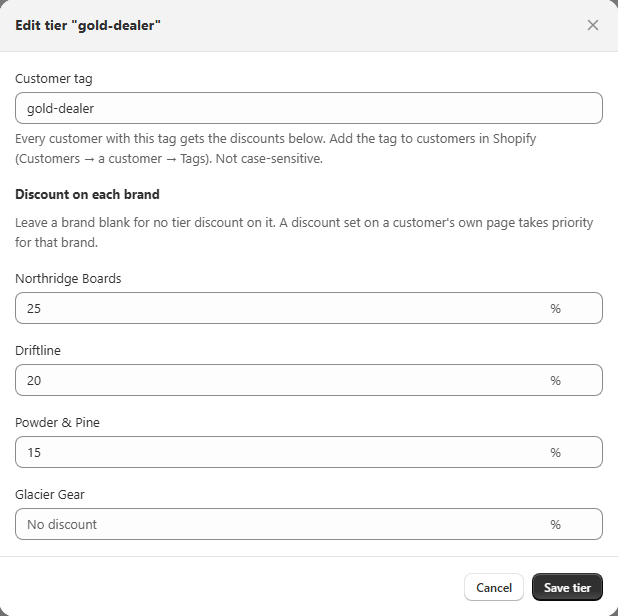 Edit tier "gold-dealer"
Customer tag
gold-dealer
Every customer with this tag gets the discounts below. Add the tag to customers in Shopify
(Customers → a customer → Tags). Not case-sensitive.
Discount on each brand
Leave a brand blank for no tier discount on it. A discount set on a customer's own page takes priority
for that brand.
Northridge Boards
25 %
Driftline
20 %
Powder & Pine
15 %
Glacier Gear
No discount %
Cancel Save tier